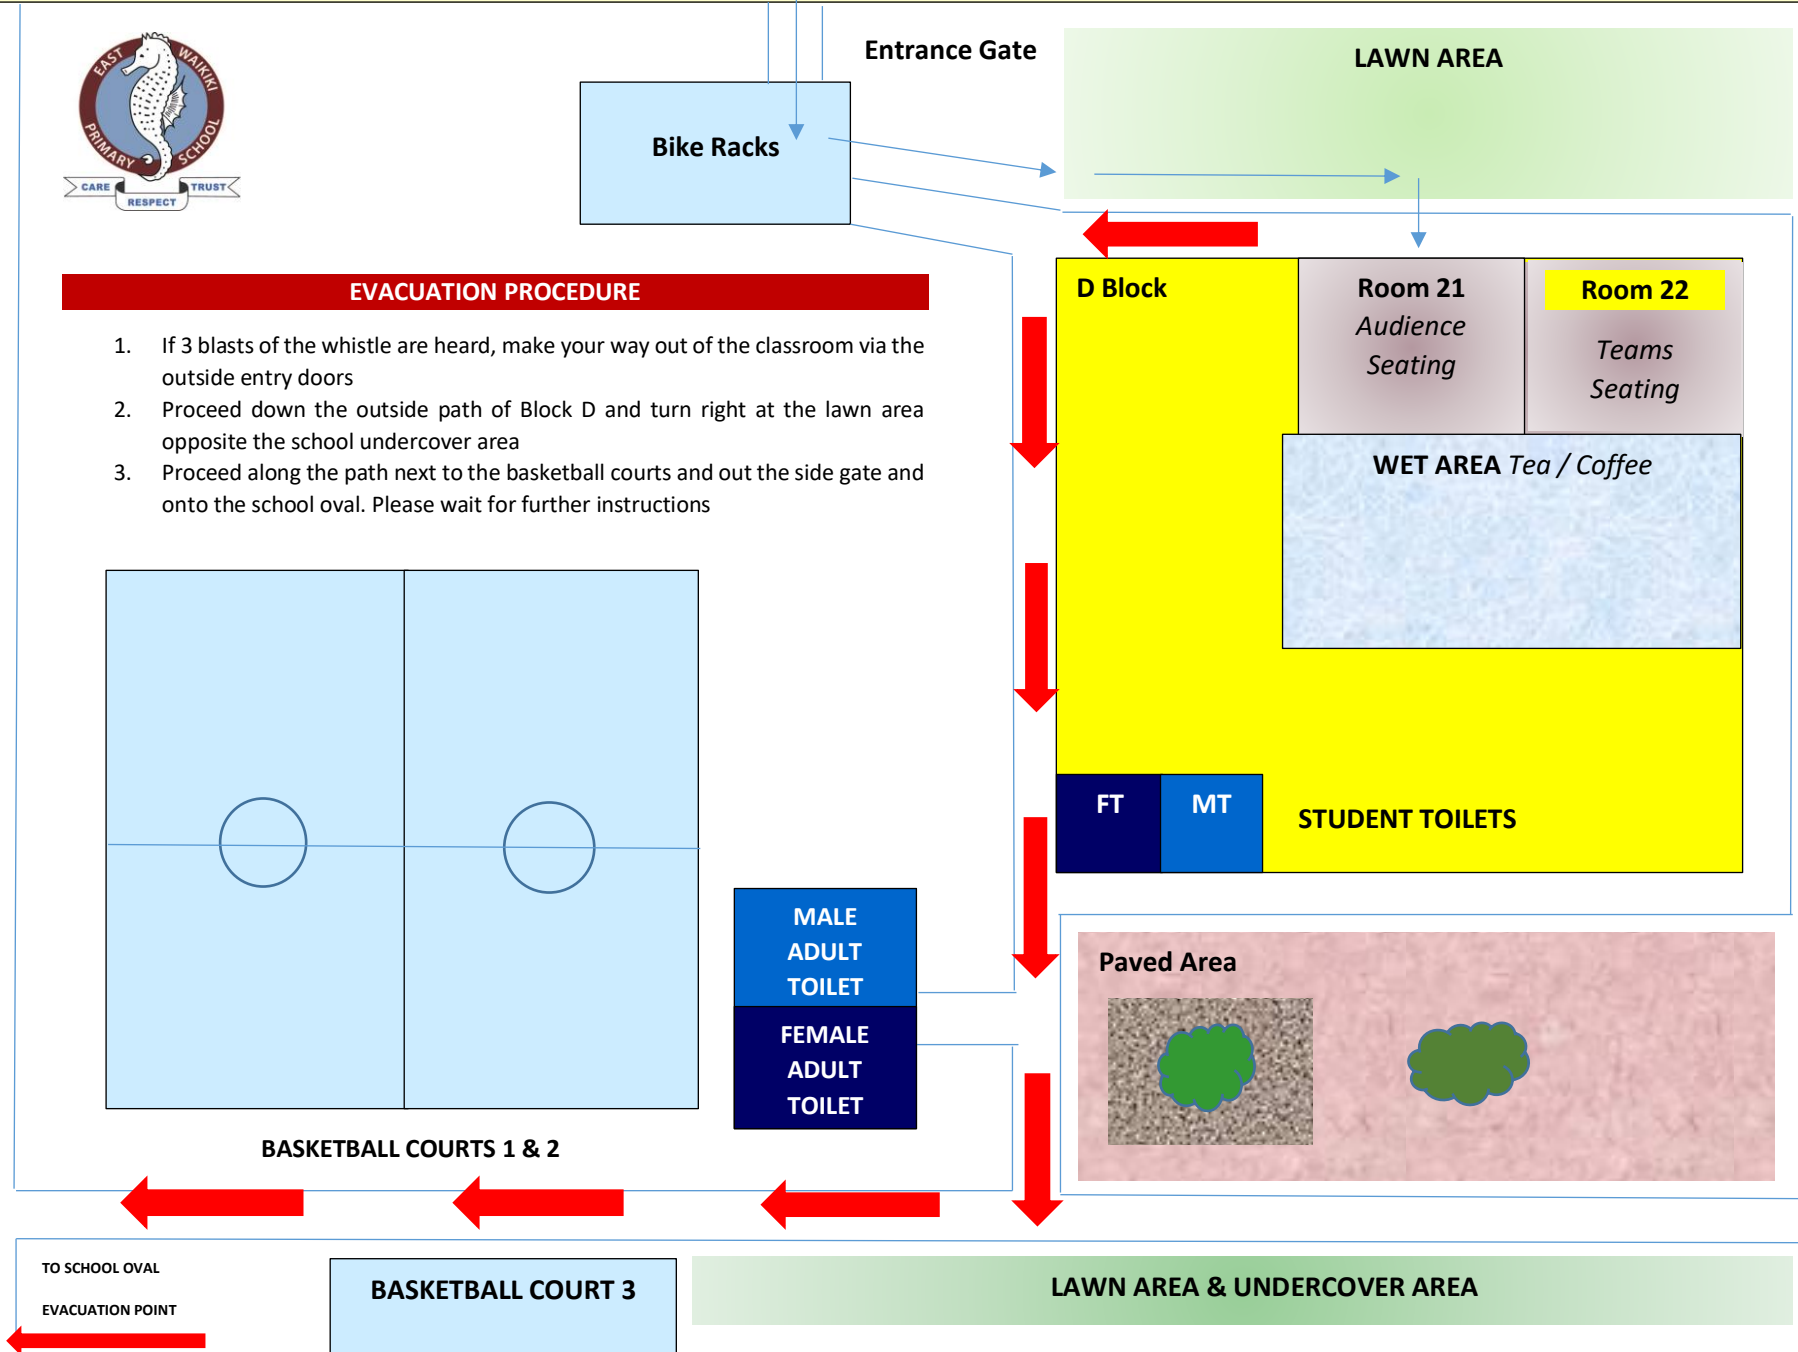 EAST WAIKIKI
PRIMARY SCHOOL
CARE
RESPECT
TRUST
Entrance Gate
LAWN AREA
Bike Racks
EVACUATION PROCEDURE
1. If 3 blasts of the whistle are heard, make your way out of the classroom via the
outside entry doors
2. Proceed down the outside path of Block D and turn right at the lawn area
opposite the school undercover area
3. Proceed along the path next to the basketball courts and out the side gate and
onto the school oval. Please wait for further instructions
D Block
Room 21
Audience
Seating
Room 22
Teams
Seating
WET AREA Tea / Coffee
FT
MT
STUDENT TOILETS
MALE
ADULT
TOILET
FEMALE
ADULT
TOILET
Paved Area
BASKETBALL COURTS 1 & 2
TO SCHOOL OVAL
EVACUATION POINT
BASKETBALL COURT 3
LAWN AREA & UNDERCOVER AREA